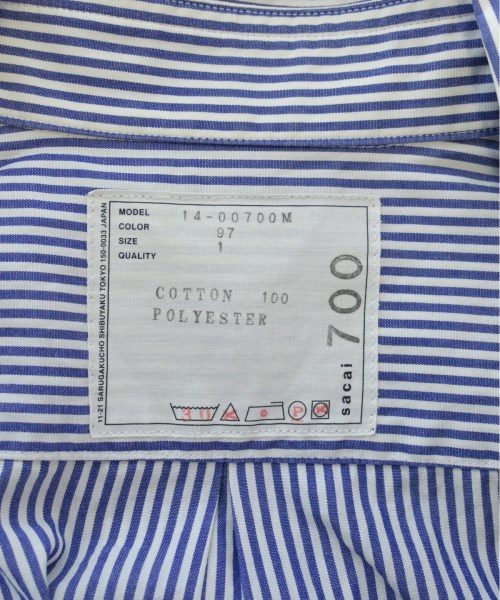 MODEL 14-00700M
COLOR 97
SIZE 1
QUALITY
COTTON 100
POLYESTER
30
P
sacai 700
11-21 SARUGAKUCHO SHIBUYAKU TOKYO 150-0033 JAPAN